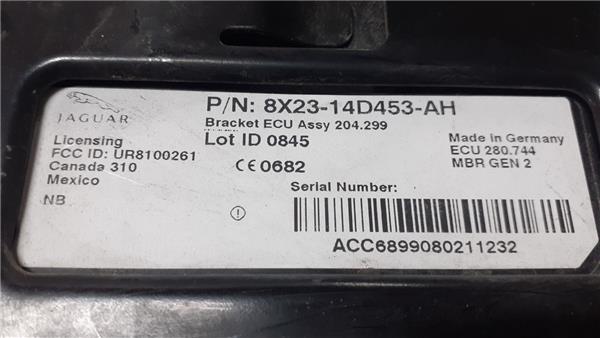 JAGUAR
P/N: 8X23-14D453-AH
Bracket ECU Assy 204.299
Licensing
FCC ID: UR8100261
Canada 310
Mexico
NB
Lot ID 0845
CE 0682
Made in Germany
ECU 280.744
MBR GEN 2
Serial Number:
ACC6899080211232